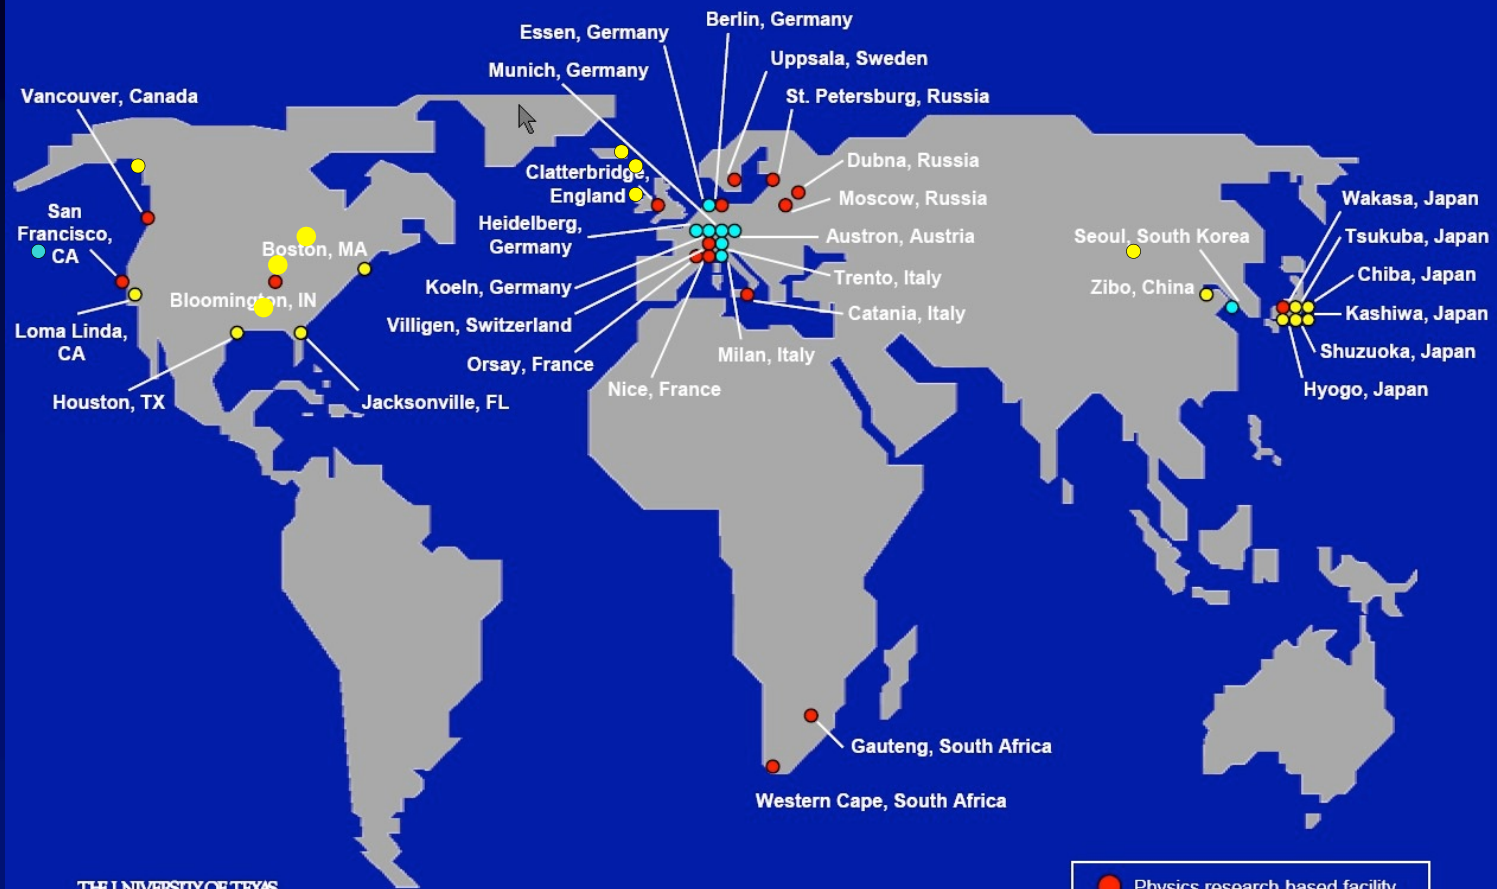 Berlin, Germany
Essen, Germany
Uppsala, Sweden
Munich, Germany
Vancouver, Canada
St. Petersburg, Russia
Dubna, Russia
Clatterbridge,
England
Moscow, Russia
Wakasa, Japan
San
Francisco,
CA
Heidelberg,
Germany
Austron, Austria
Seoul, South Korea
Tsukuba, Japan
Boston, MA
Trento, Italy
Chiba, Japan
Koeln, Germany
Zibo, China
Bloomington, IN
Catania, Italy
Kashiwa, Japan
Loma Linda,
CA
Villigen, Switzerland
Milan, Italy
Shuzuoka, Japan
Orsay, France
Nice, France
Hyogo, Japan
Houston, TX
Jacksonville, FL
Gauteng, South Africa
Western Cape, South Africa
THE UNIVERSITY OF TEXAS
Physics research based facility